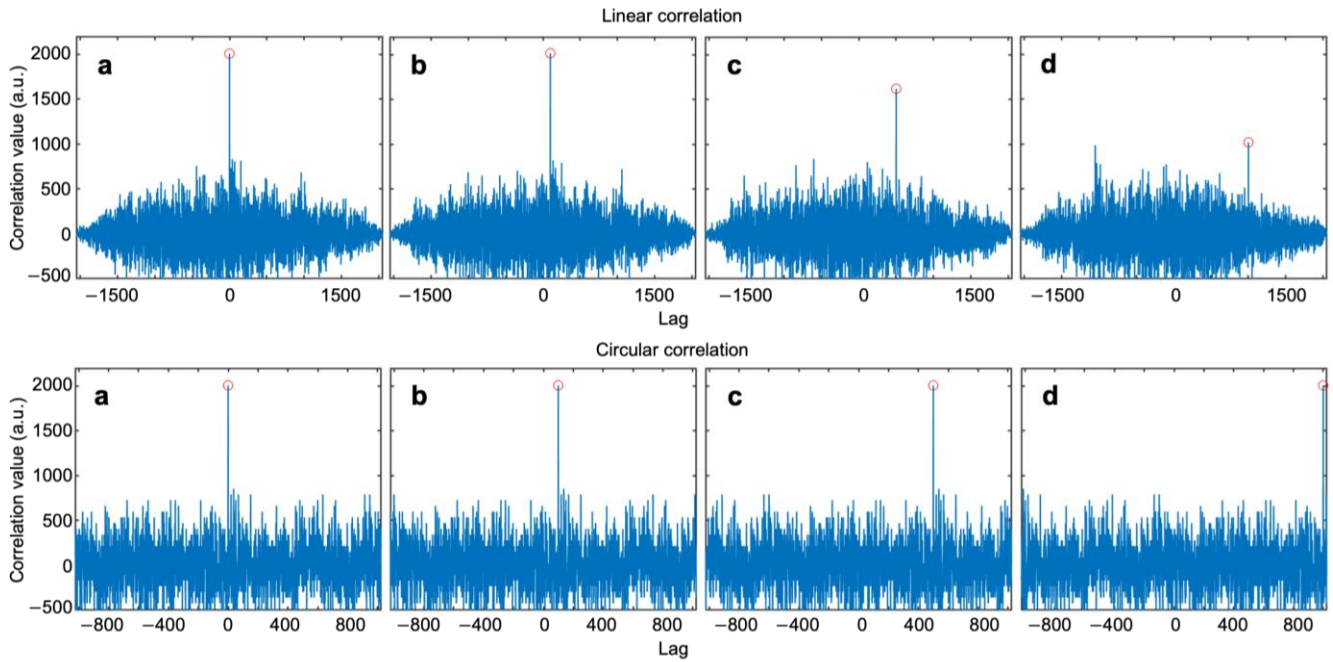 Linear correlation
Correlation value (a.u.)
2000
1500
1000
500
0
−500
a
b
c
d
−1500 0 1500 −1500 0 1500 −1500 0 1500 −1500 0 1500
Lag
Circular correlation
Correlation value (a.u.)
2000
1500
1000
500
0
−500
a
b
c
d
−800 −400 0 400 800 −800 −400 0 400 800 −800 −400 0 400 800 −800 −400 0 400 800
Lag